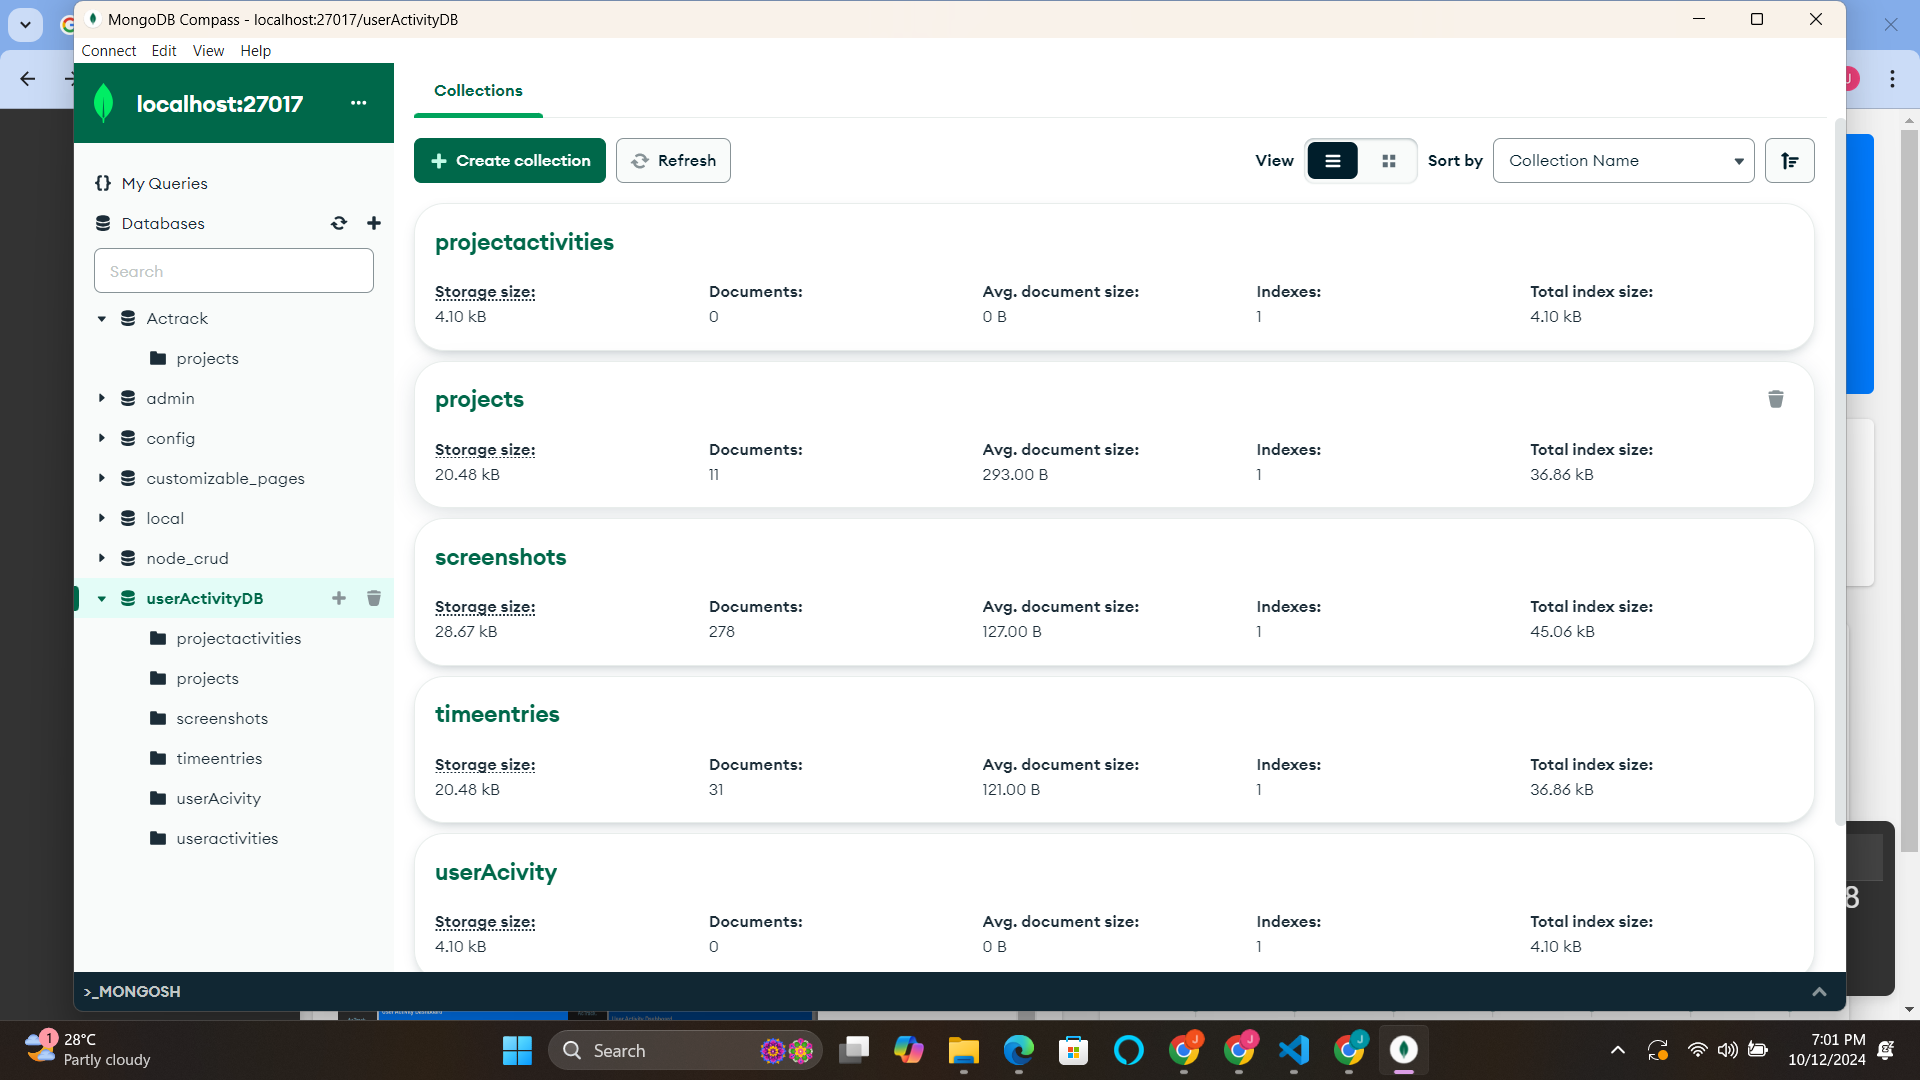 MongoDB Compass - localhost:27017/userActivityDB
Connect Edit View Help
localhost:27017
My Queries
Databases
Search
Actrack
projects
admin
config
customizable_pages
local
node_crud
userActivityDB
projectactivities
projects
screenshots
timeentries
userAcivity
useractivities
Collections
Create collection Refresh View Sort by Collection Name
projectactivities
Storage size: Documents: Avg. document size: Indexes: Total index size:
4.10 kB 0 0 B 1 4.10 kB
projects
Storage size: Documents: Avg. document size: Indexes: Total index size:
20.48 kB 11 293.00 B 1 36.86 kB
screenshots
Storage size: Documents: Avg. document size: Indexes: Total index size:
28.67 kB 278 127.00 B 1 45.06 kB
timeentries
Storage size: Documents: Avg. document size: Indexes: Total index size:
20.48 kB 31 121.00 B 1 36.86 kB
userAcivity
Storage size: Documents: Avg. document size: Indexes: Total index size:
4.10 kB 0 0 B 1 4.10 kB
>_MONGOSH
8
1
28°C
Partly cloudy
Search
J
J
J
7:01 PM
10/12/2024